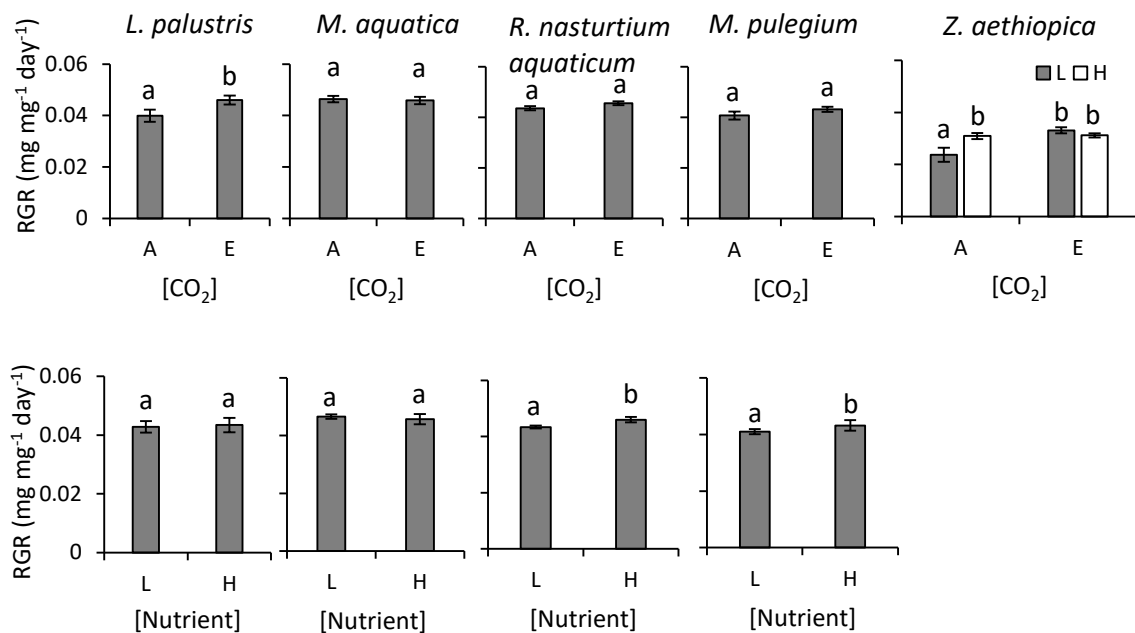 L. palustris M. aquatica R. nasturtium aquaticum M. pulegium Z. aethiopica
RGR (mg mg⁻¹ day⁻¹)
0.06
0.04
0.02
0
a b
a a
a a
a a
L H
a b b b
A E A E A E A E A E
[CO₂] [CO₂] [CO₂] [CO₂] [CO₂]
RGR (mg mg⁻¹ day⁻¹)
0.06
0.04
0.02
0
a a
a a
a b
a b
L H L H L H L H
[Nutrient] [Nutrient] [Nutrient] [Nutrient]